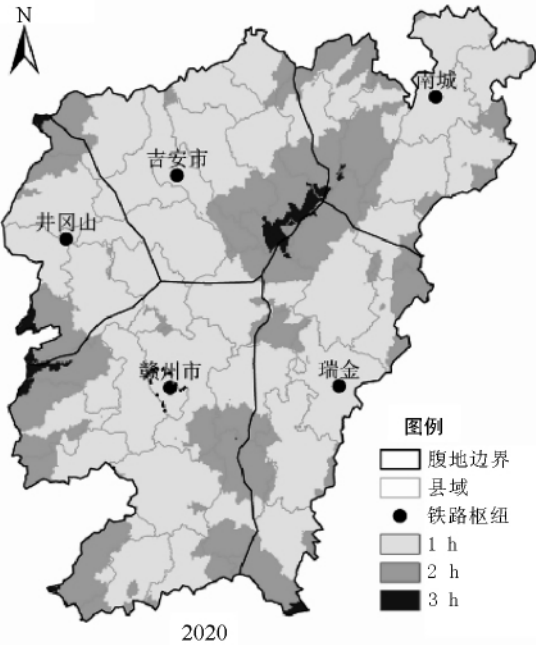 N
南城
吉安市
井冈山
赣州市
瑞金
图例
腹地边界
县域
铁路枢纽
1 h
2 h
3 h
2020